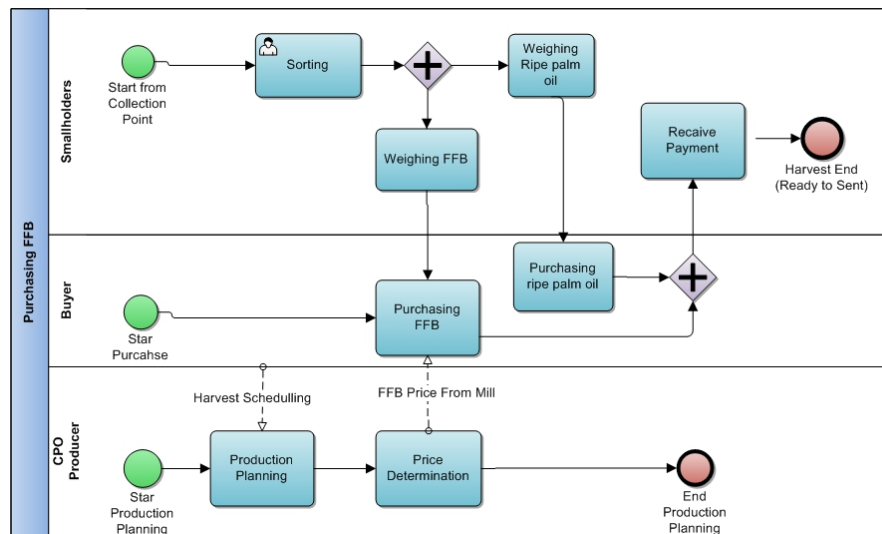 Purchasing FFB
Smallholders
Start from
Collection
Point
Sorting
Weighing
Ripe palm
oil
Weighing FFB
Recaive
Payment
Harvest End
(Ready to Sent)
Buyer
Star
Purcahse
Purchasing
FFB
Purchasing
ripe palm oil
CPO
Producer
Harvest Schedulling
FFB Price From Mill
Star
Production
Planning
Production
Planning
Price
Determination
End
Production
Planning